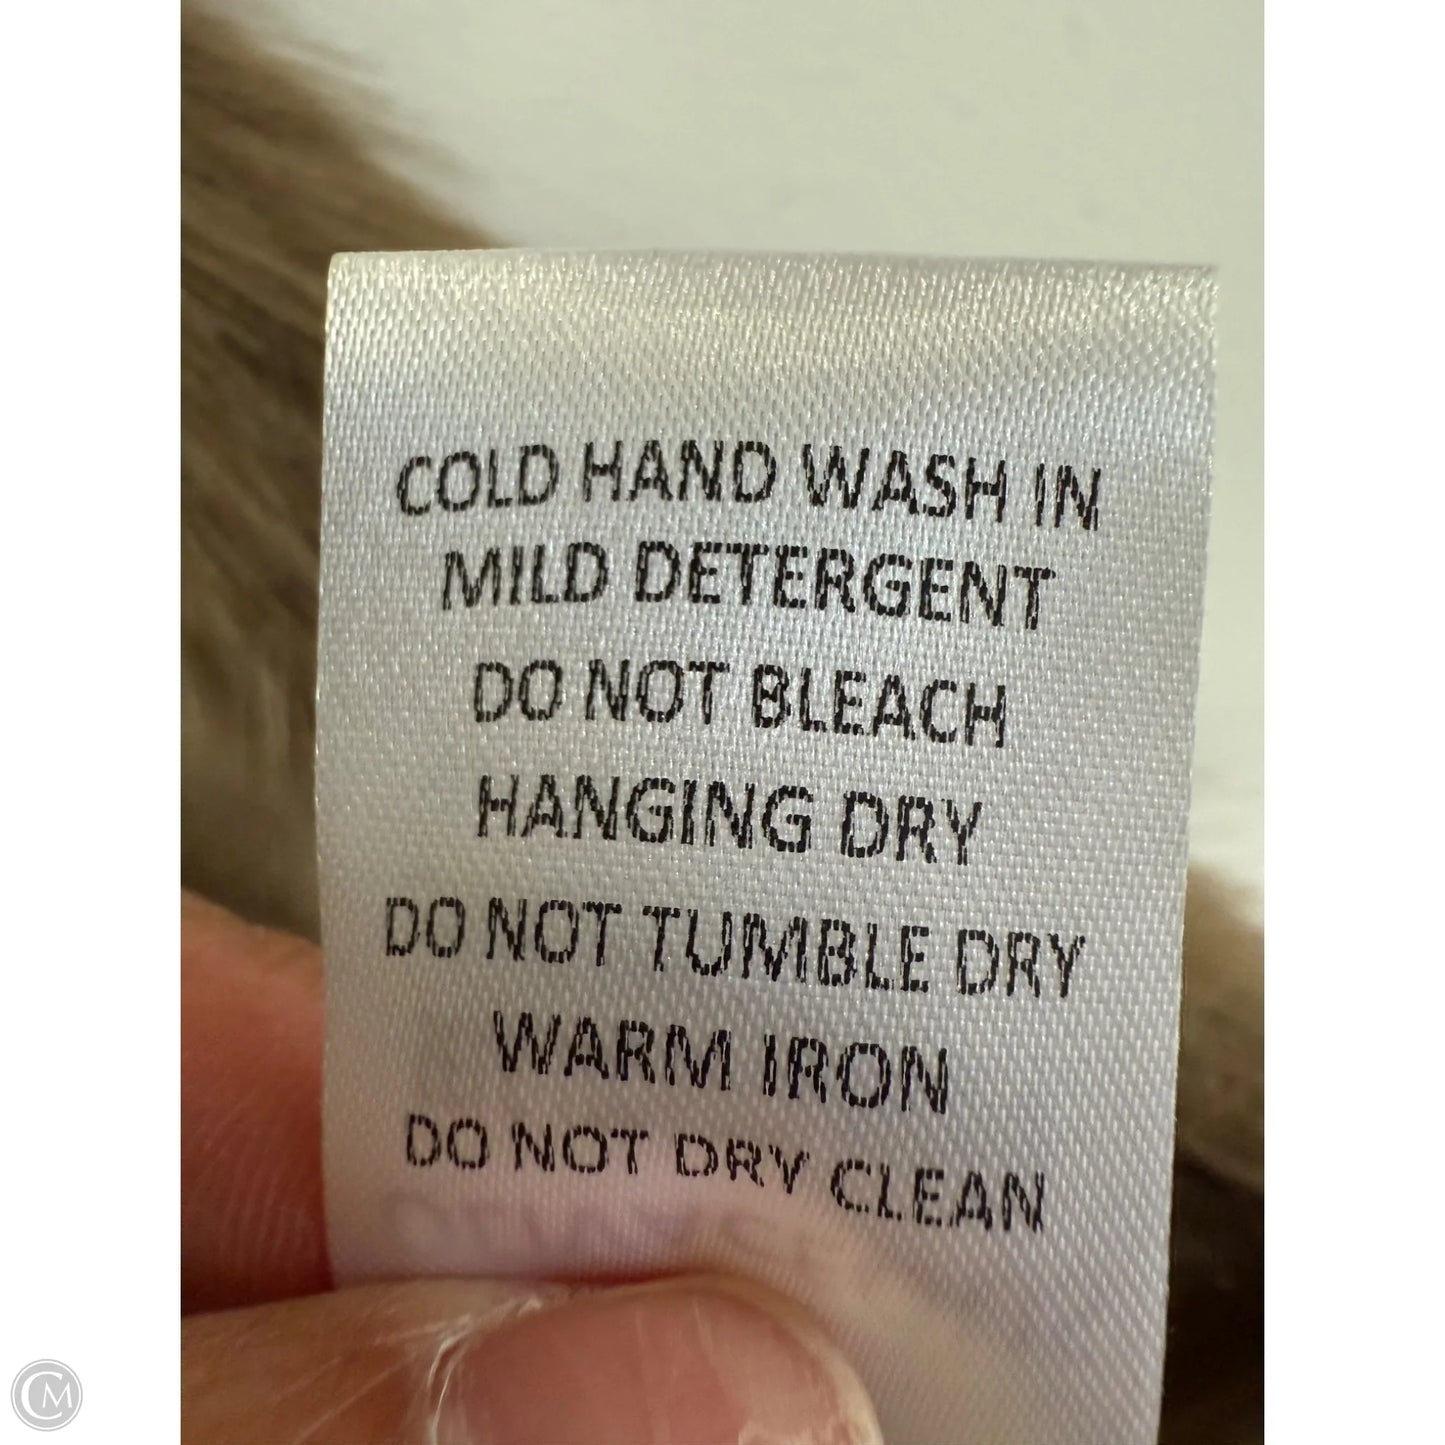 COLD HAND WASH IN
MILD DETERGENT
DO NOT BLEACH
HANGING DRY
DO NOT TUMBLE DRY
WARM IRON
DO NOT DRY CLEAN
CM